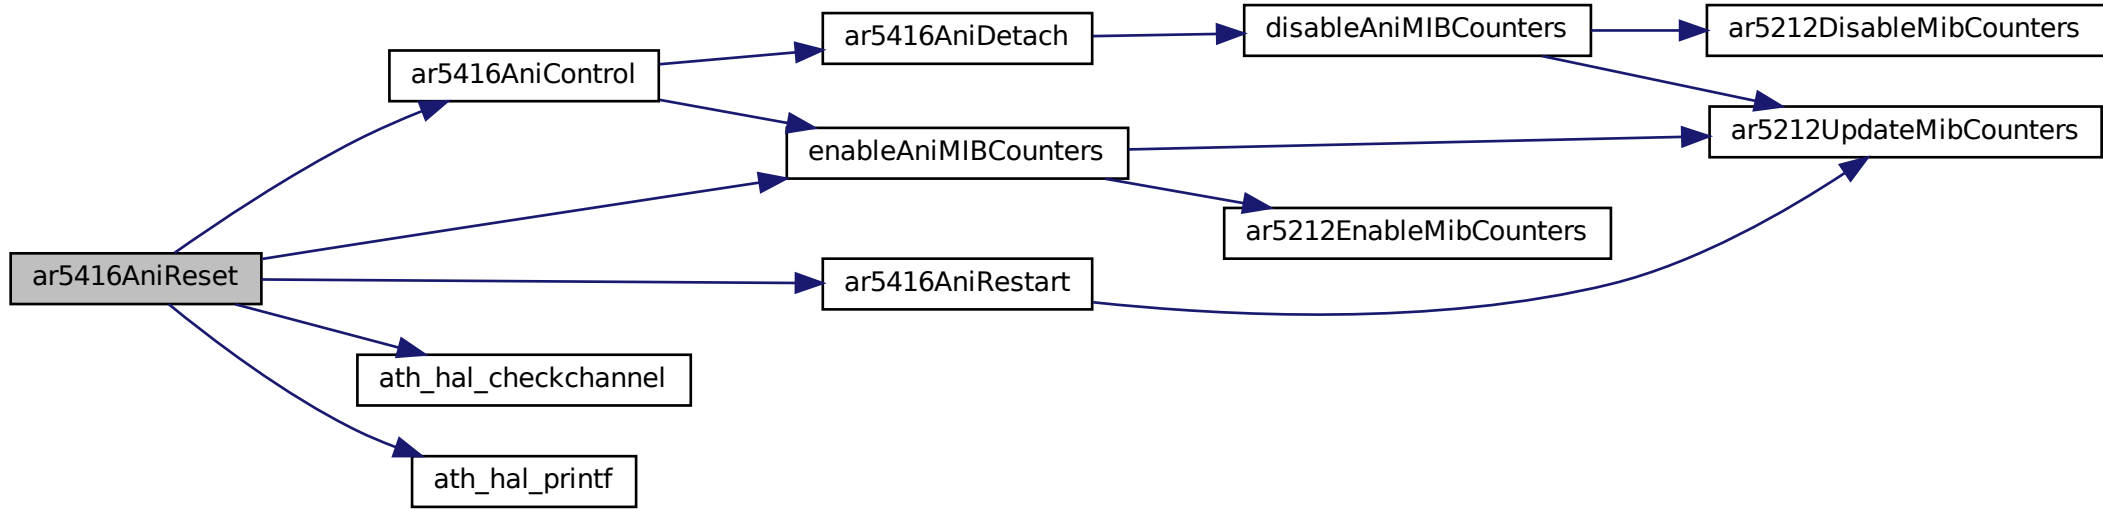 ar5416AniReset
ar5416AniControl
ar5416AniDetach
disableAniMIBCounters
ar5212DisableMibCounters
ar5212UpdateMibCounters
enableAniMIBCounters
ar5212EnableMibCounters
ar5416AniRestart
ath_hal_checkchannel
ath_hal_printf